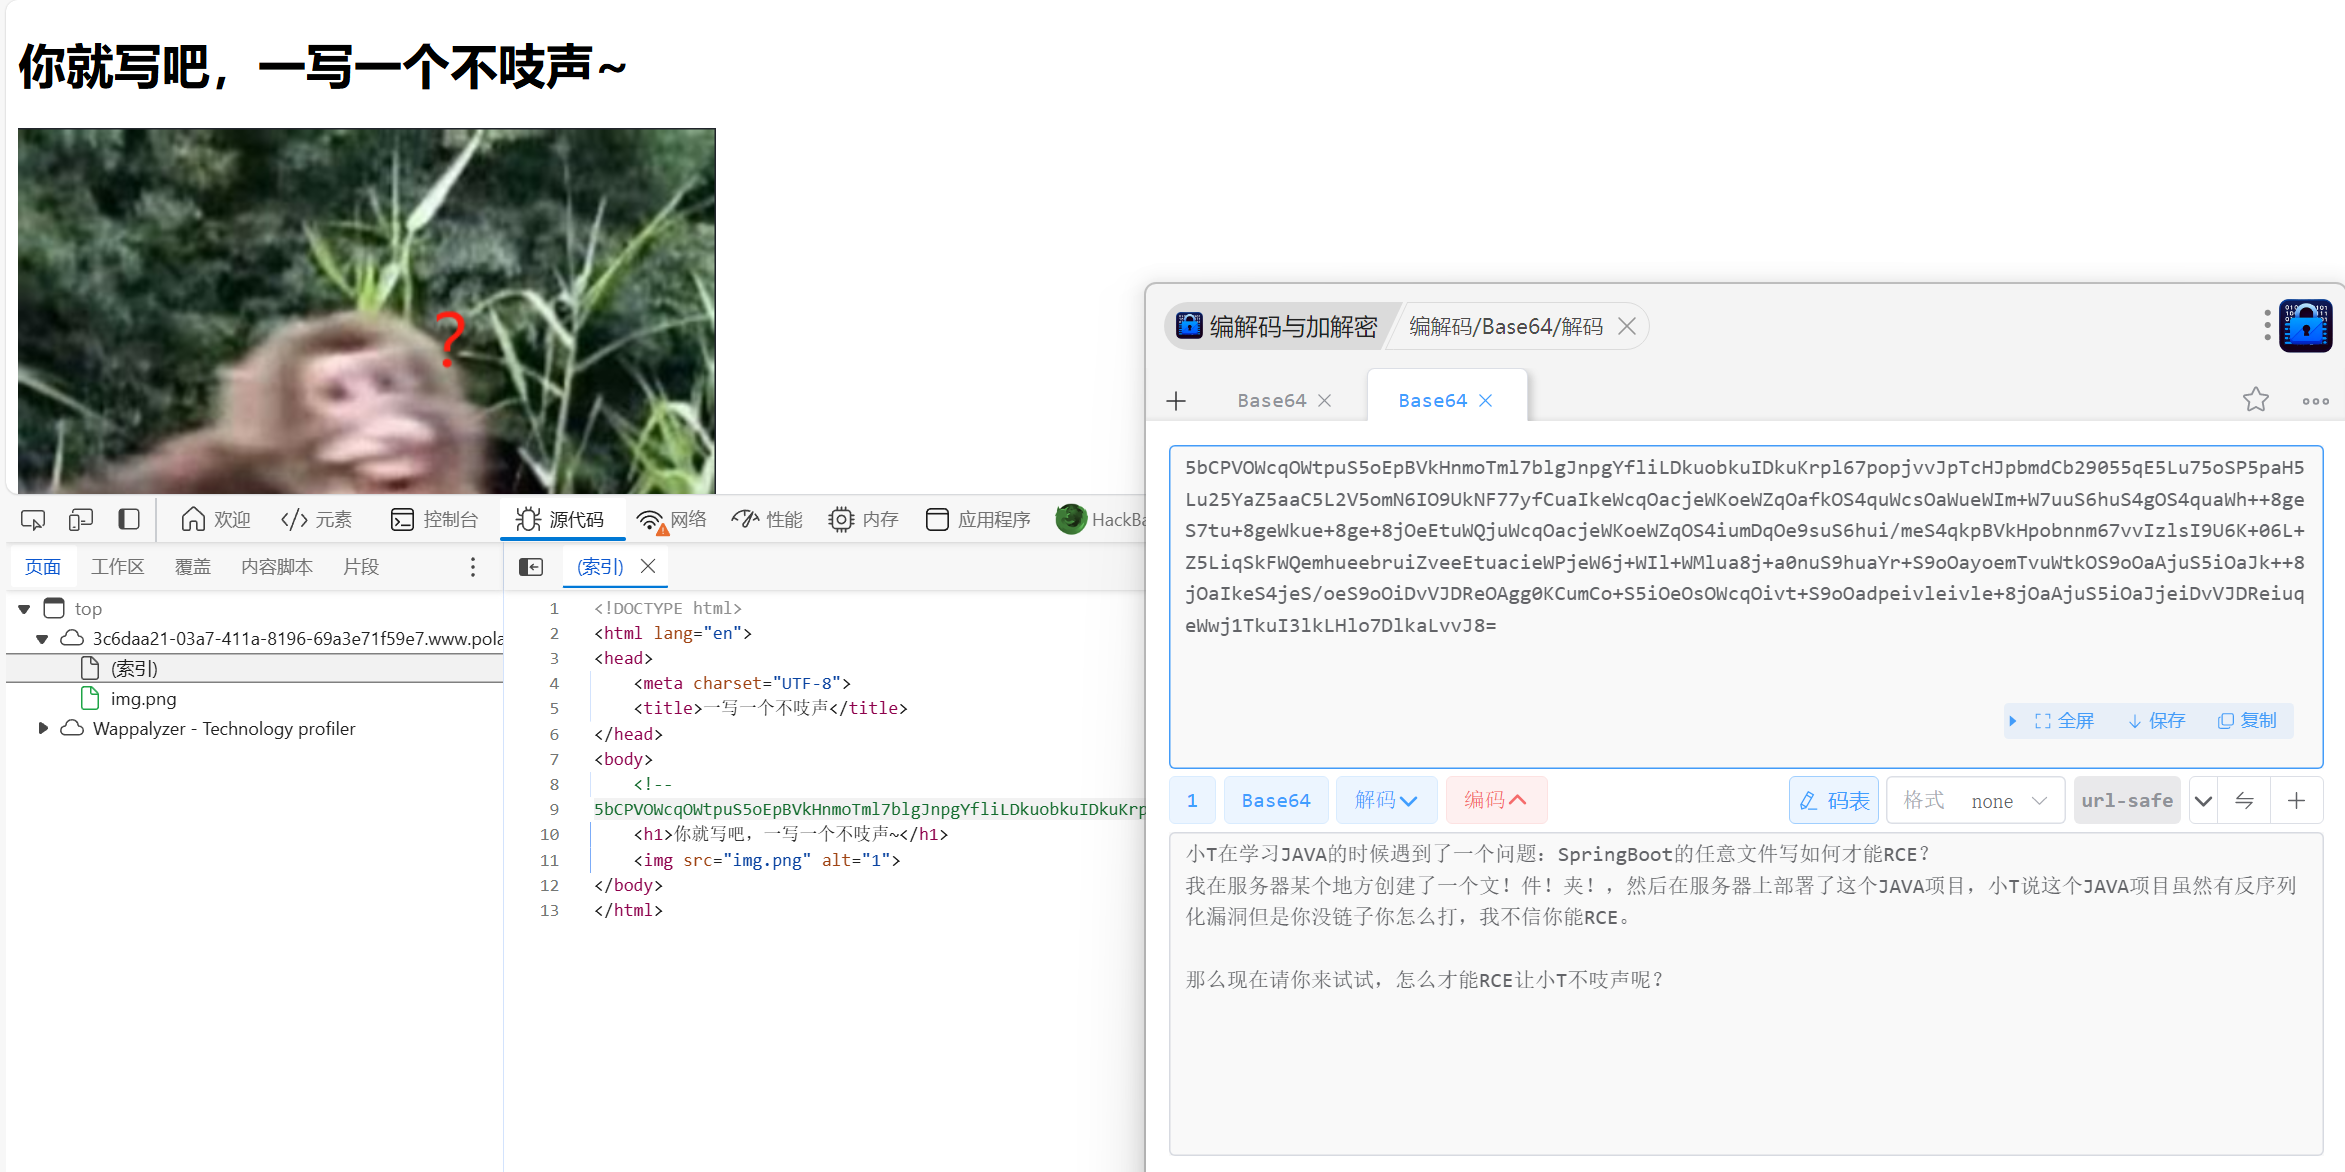 你就写吧，一写一个不吱声~
?
欢迎
</> 元素
控制台
源代码
网络
性能
内存
应用程序
HackBa
页面
工作区
覆盖
内容脚本
片段
(索引)
top
3c6daa21-03a7-411a-8196-69a3e71f59e7.www.pola
(索引)
img.png
Wappalyzer - Technology profiler
1 <!DOCTYPE html>
2 <html lang="en">
3 <head>
4 <meta charset="UTF-8">
5 <title>一写一个不吱声</title>
6 </head>
7 <body>
8 <!--
9 5bCPVOWcqOWtpuS5oEpBVkHnmoTml7blgJnpgYfliLDkuobkuIDkuKrp
10 <h1>你就写吧，一写一个不吱声~</h1>
11 <img src="img.png" alt="1">
12 </body>
13 </html>
编解码与加解密
编解码/Base64/解码
Base64
Base64
5bCPVOWcqOWtpuS5oEpBVkHnmoTml7blgJnpgYfliLDkuobkuIDkuKrpl67popjvvJpTcHJpbmdCb29055qE5Lu75oSP5paH5
Lu25YaZ5aaC5L2V5omN6IO9UkNF77yfCuaIkeWcqOacjeWKoeWZqOafkOS4quWcsOaWueWIm+W7uuS6huS4gOS4quaWh++8ge
S7tu+8geWkue+8ge+8jOeEtuWQjuWcqOacjeWKoeWZqOS4iumDqOe9suS6hui/meS4qkpBVkHpobnnm67vvIzlsI9U6K+06L+
Z5LiqSkFWQemhueebruiZveeEtuacieWPjeW6j+WIl+WMlua8j+a0nuS9huaYr+S9oOayoemTvuWtkOS9oOaAjuS5iOaJk++8
jOaIkeS4jeS/oeS9oOiDvVJDReOAgg0KCumCo+S5iOeOsOWcqOivt+S9oOadpeivleivle+8jOaAjuS5iOaJjeiDvVJDReiuq
eWwj1TkuI3lkLHlo7DlkaLvvJ8=
全屏
保存
复制
1
Base64
解码
编码
码表
格式
none
url-safe
小T在学习JAVA的时候遇到了一个问题：SpringBoot的任意文件写如何才能RCE？
我在服务器某个地方创建了一个文！件！夹！，然后在服务器上部署了这个JAVA项目，小T说这个JAVA项目虽然有反序列
化漏洞但是你没链子你怎么打，我不信你能RCE。
那么现在请你来试试，怎么才能RCE让小T不吱声呢？